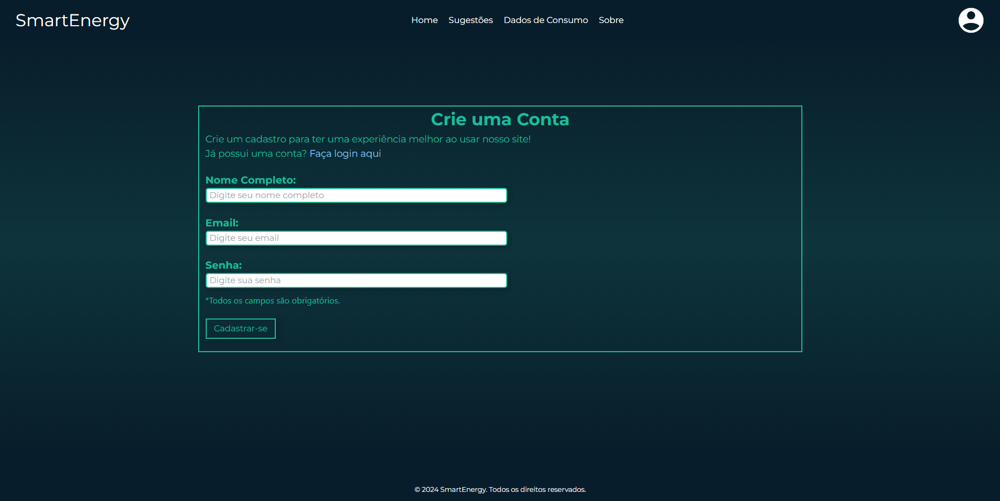 SmartEnergy
Home Sugestões Dados de Consumo Sobre
Crie uma Conta
Crie um cadastro para ter uma experiência melhor ao usar nosso site!
Já possui uma conta? Faça login aqui
Nome Completo:
Digite seu nome completo
Email:
Digite seu email
Senha:
Digite sua senha
*Todos os campos são obrigatórios.
Cadastrar-se
© 2024 SmartEnergy. Todos os direitos reservados.